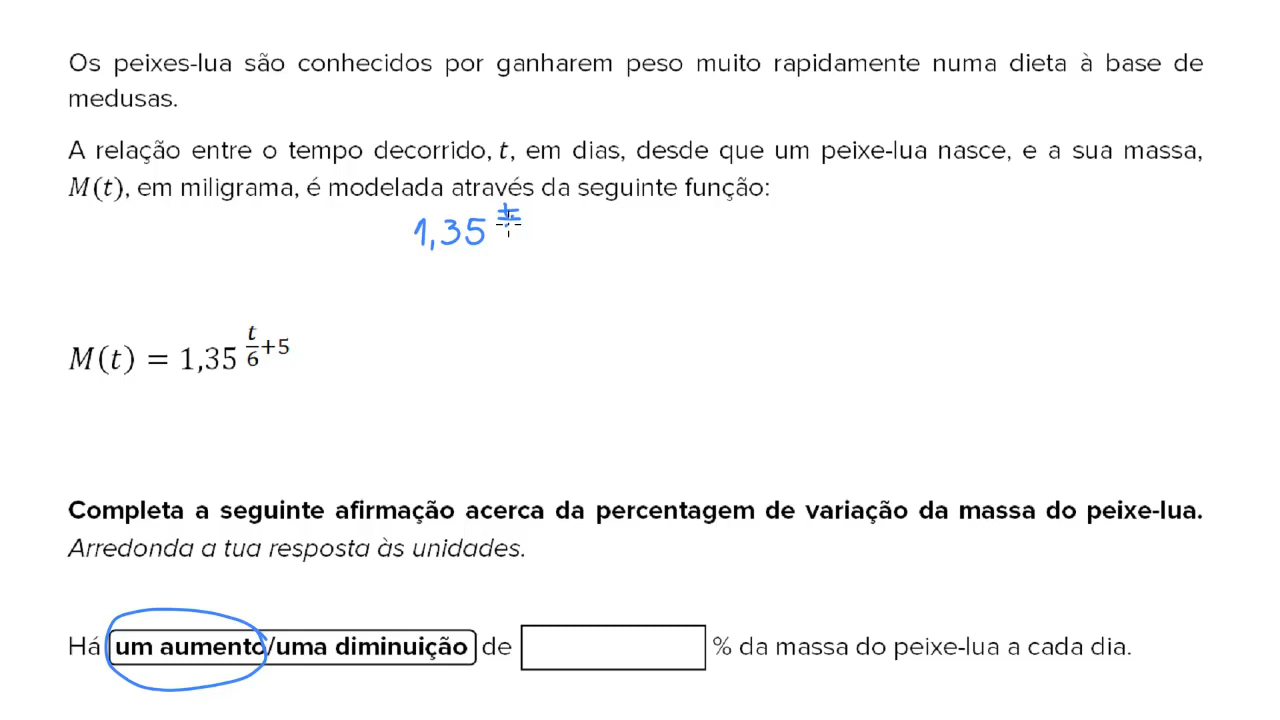 Os peixes-lua são conhecidos por ganharem peso muito rapidamente numa dieta à base de
medusas.
A relação entre o tempo decorrido, t, em dias, desde que um peixe-lua nasce, e a sua massa,
M(t), em miligrama, é modelada através da seguinte função:
1,35
M(t) = 1,35^(t/6+5)
Completa a seguinte afirmação acerca da percentagem de variação da massa do peixe-lua.
Arredonda a tua resposta às unidades.
Há um aumento/uma diminuição de % da massa do peixe-lua a cada dia.